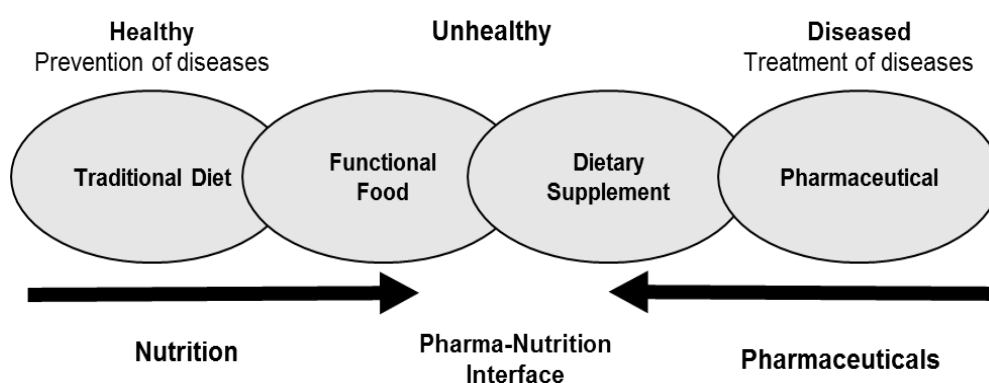 Healthy
Prevention of diseases
Unhealthy
Diseased
Treatment of diseases
Traditional Diet
Functional
Food
Dietary
Supplement
Pharmaceutical
Nutrition
Pharma-Nutrition
Interface
Pharmaceuticals